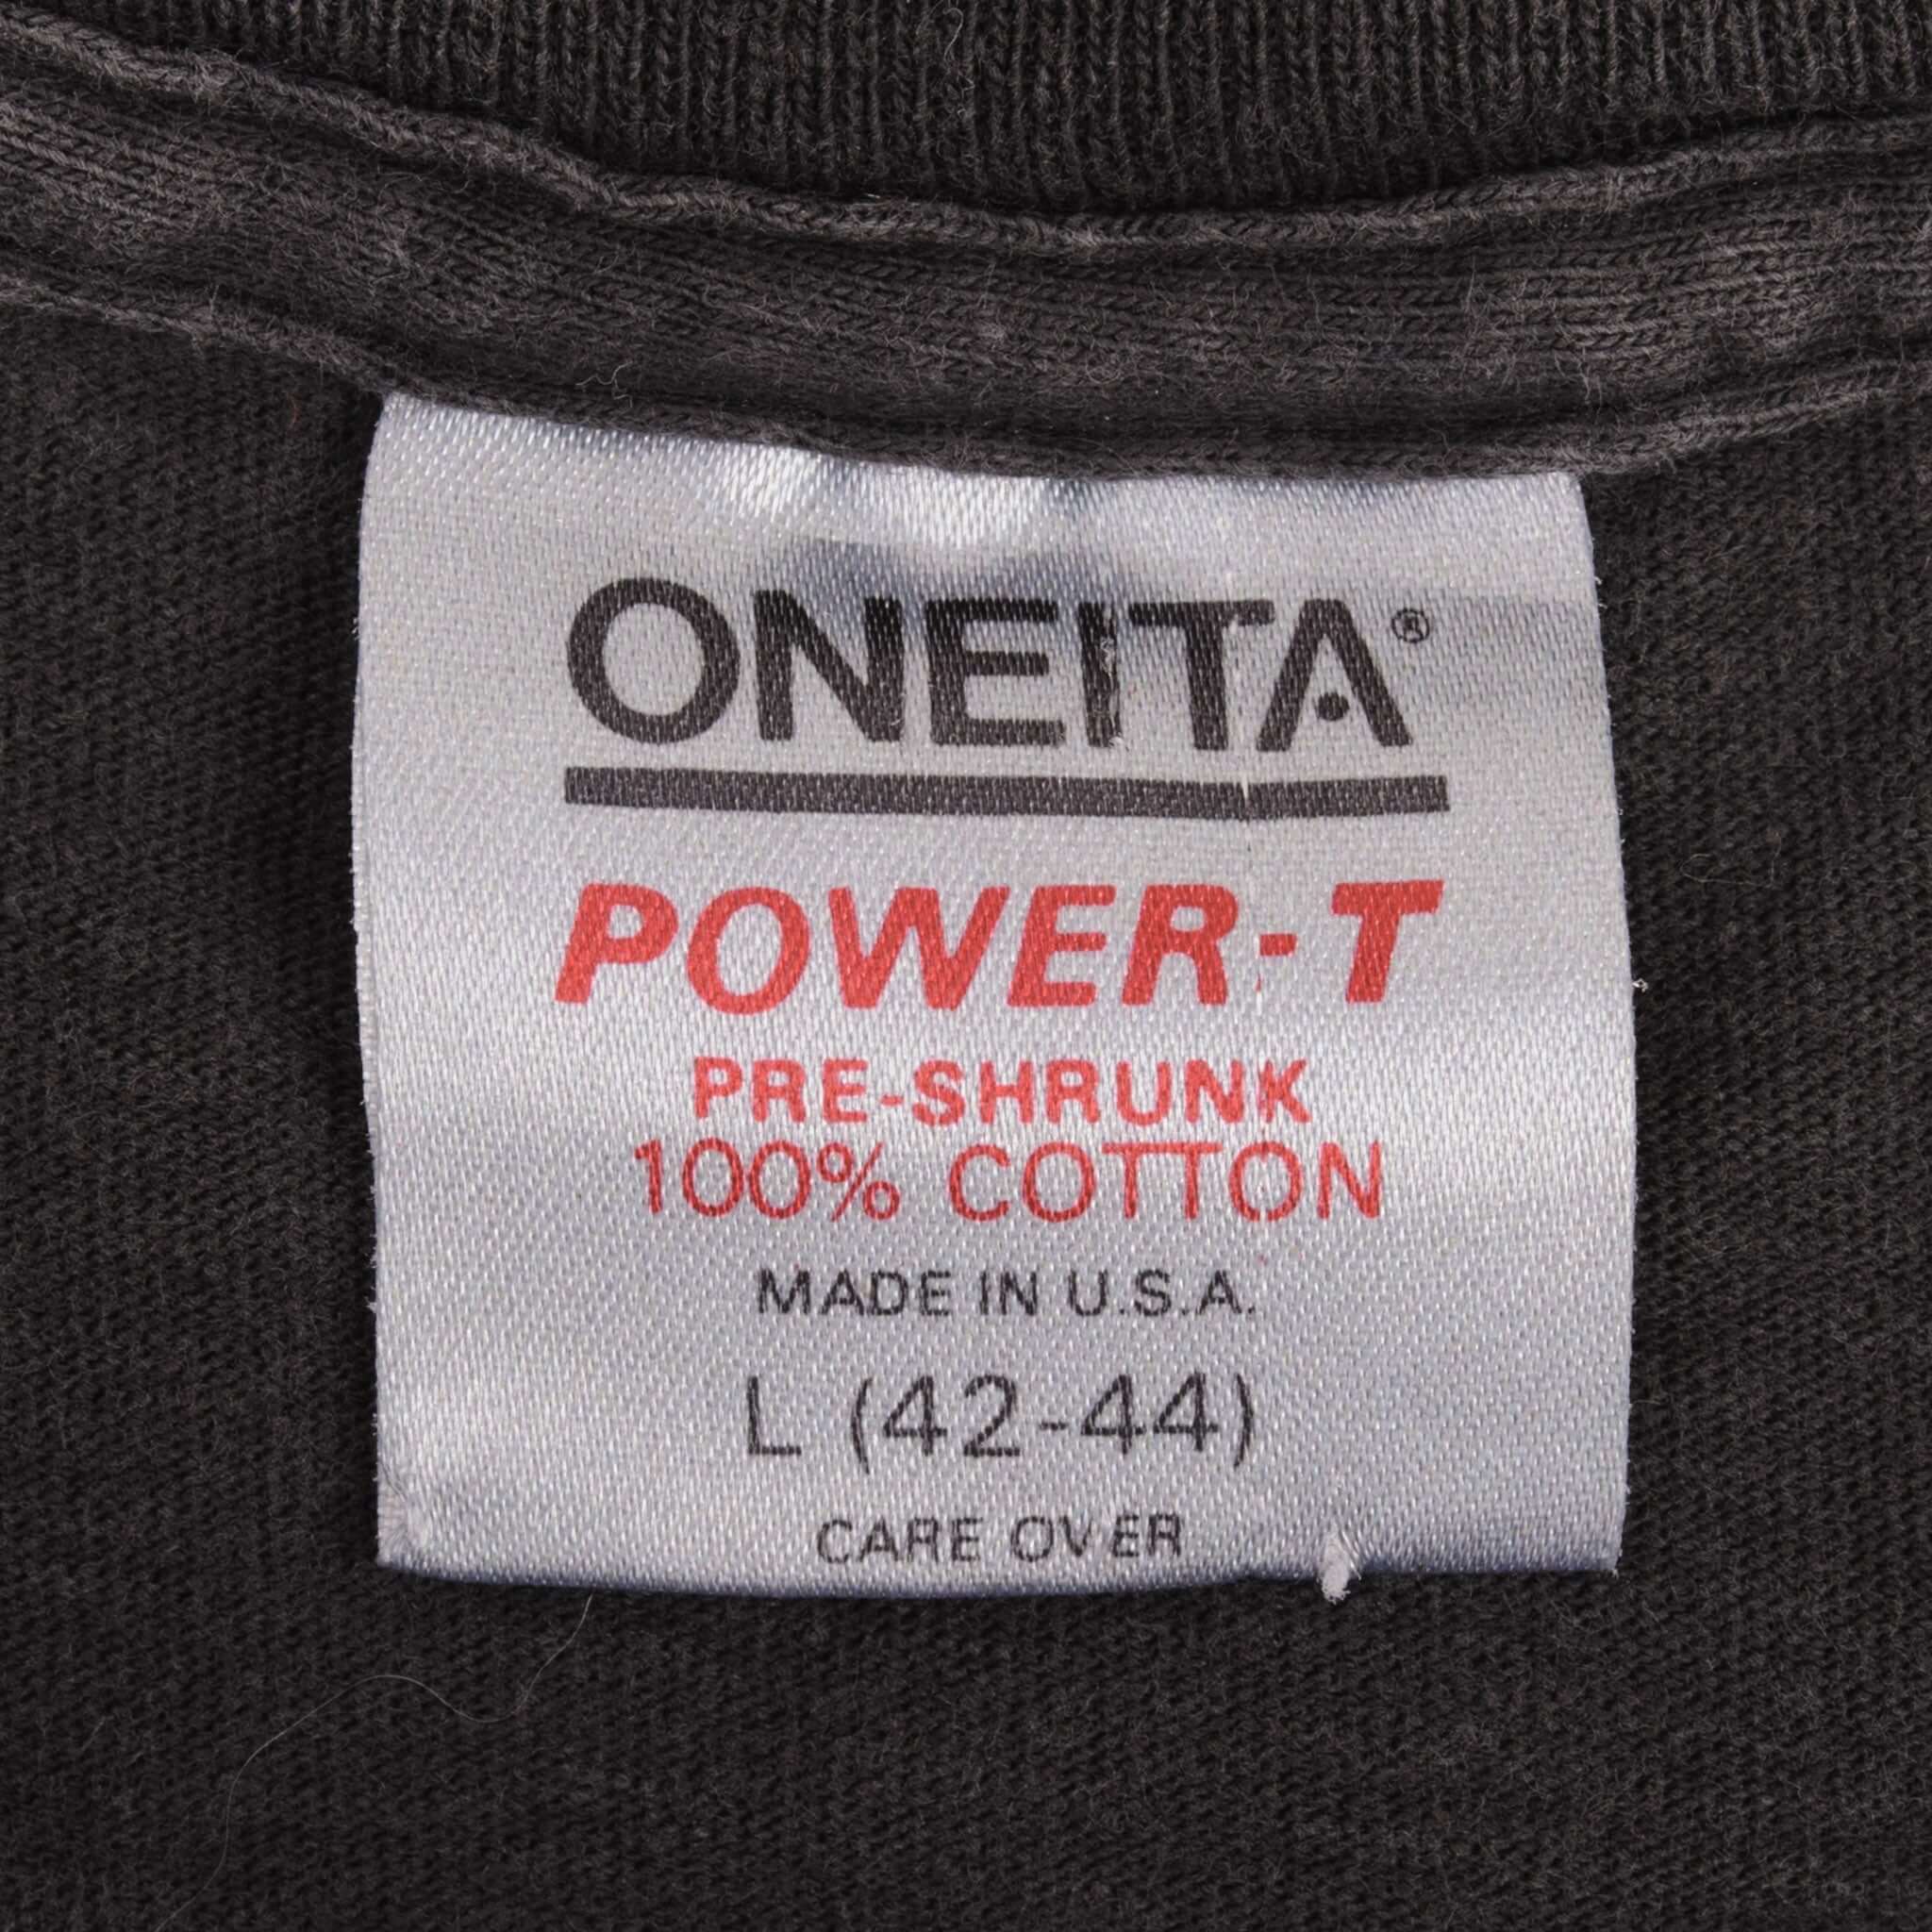 ONEITA®
POWER-T
PRE-SHRUNK
100% COTTON
MADE IN U.S.A.
L (42-44)
CARE OVER